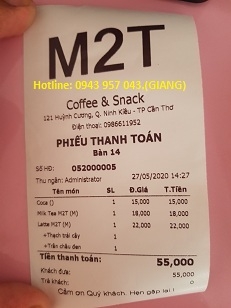 M2T
Hotline: 0943 957 043 (GIANG)
Coffee & Snack
121 Huỳnh Cương, Q. Ninh Kiều - TP Cần Thơ
Điện thoại: 0986611952
PHIẾU THANH TOÁN
Bàn 14
Số HĐ: 052000005
27/05/2020 14:27
Thu ngân: Administrator
Tên món SL Đ.Giá T.Tiền
Coca () 1 15,000 15,000
Milk Tea M2T (M) 1 18,000 18,000
Latte M2T (M) 1 22,000 22,000
+Thạch trái cây
+Trân châu đen
Tiền thanh toán: 55,000
Khách đưa: 55,000
Trả khách: 0
Cảm ơn Quý khách. Hẹn gặp lại !